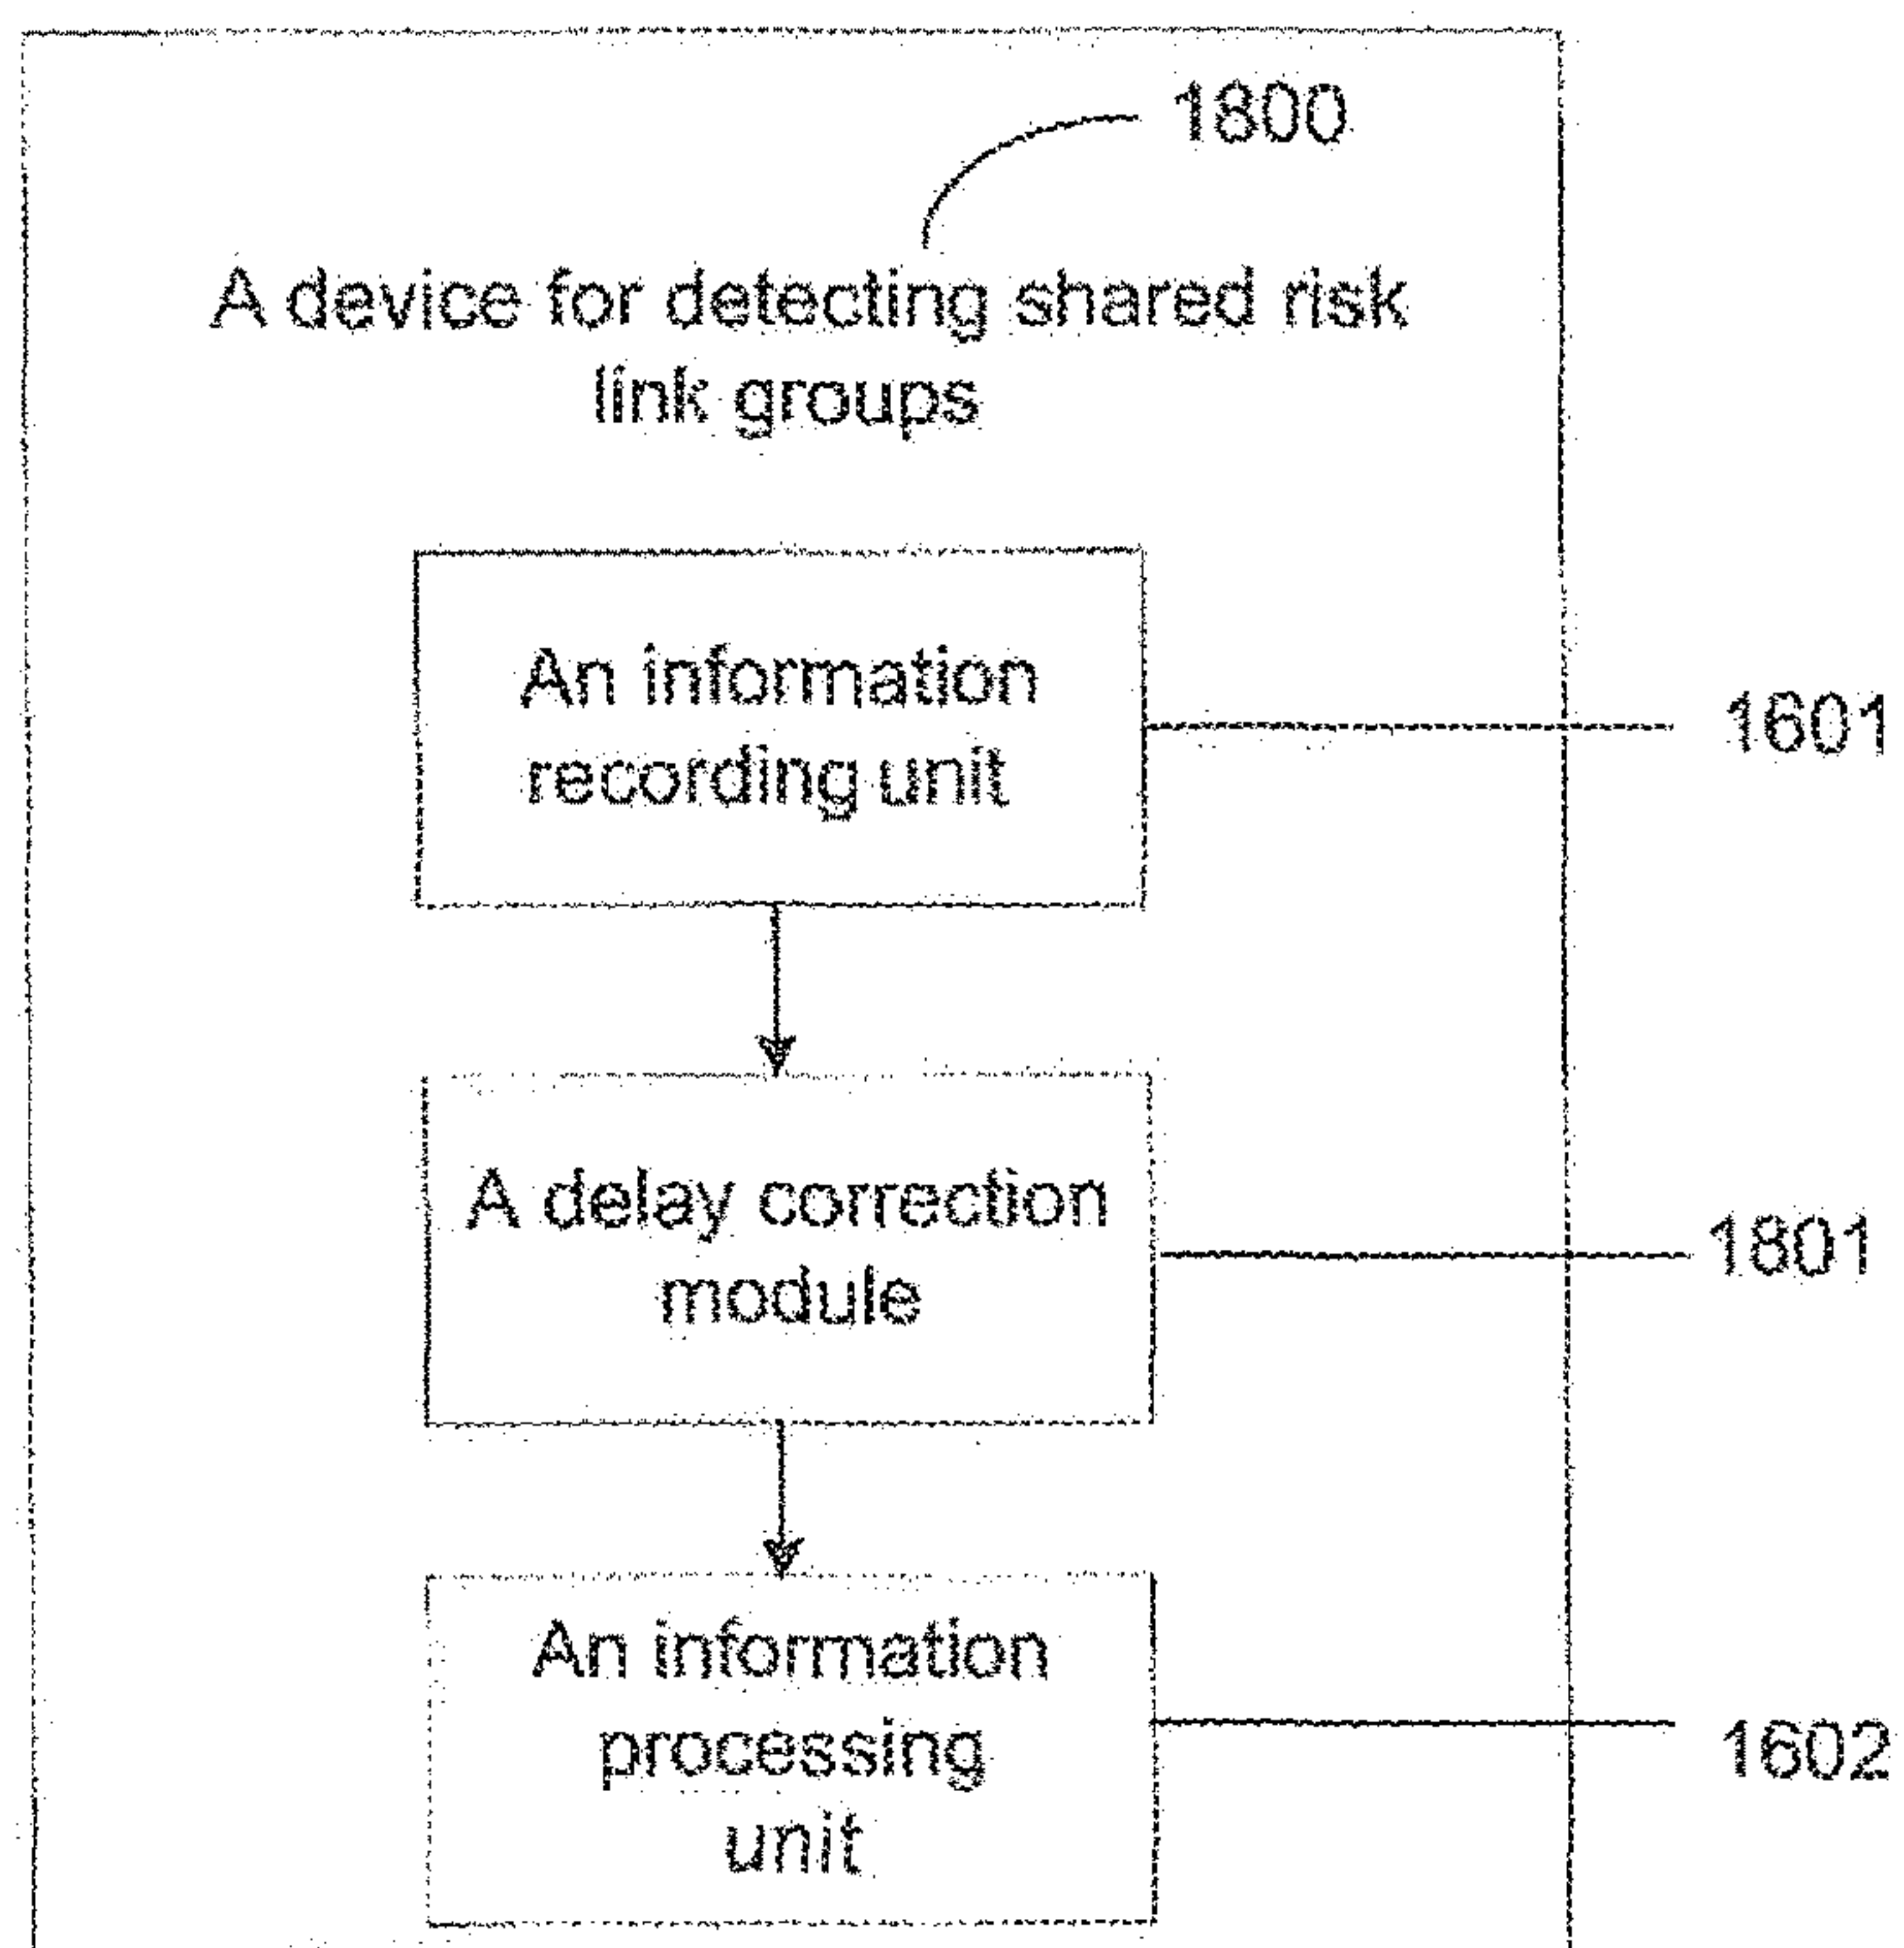 1800
A device for detecting shared risk
link groups
An information
recording unit
1601
A delay correction
module
1801
An information
processing
unit
1602